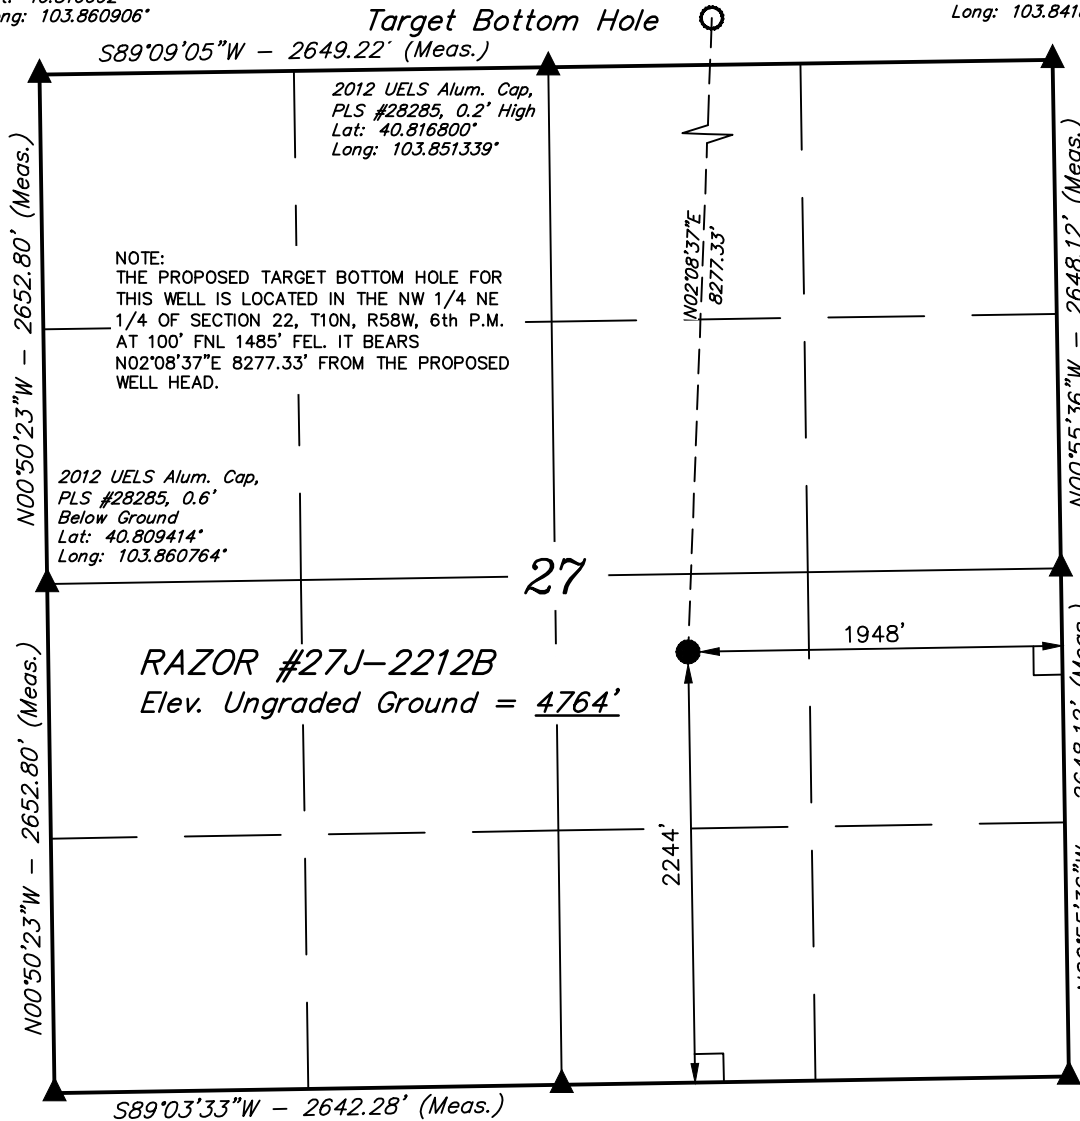 Long: 103.860906°
Target Bottom Hole
S89°09'05"W – 2649.22' (Meas.)
2012 UELS Alum. Cap,
PLS #28285, 0.2' High
Lat: 40.816800°
Long: 103.851339°
N00°50'23"W – 2652.80' (Meas.)
N02°08'37"E
8277.33'
2648.12' (Meas.)
N00°55'36"W –
NOTE:
THE PROPOSED TARGET BOTTOM HOLE FOR
THIS WELL IS LOCATED IN THE NW 1/4 NE
1/4 OF SECTION 22, T10N, R58W, 6th P.M.
AT 100' FNL 1485' FEL. IT BEARS
N02°08'37"E 8277.33' FROM THE PROPOSED
WELL HEAD.
2012 UELS Alum. Cap,
PLS #28285, 0.6'
Below Ground
Lat: 40.809414°
Long: 103.860764°
27
1948'
RAZOR #27J–2212B
Elev. Ungraded Ground = 4764'
N00°50'23"W – 2652.80' (Meas.)
2244'
S89°03'33"W – 2642.28' (Meas.)